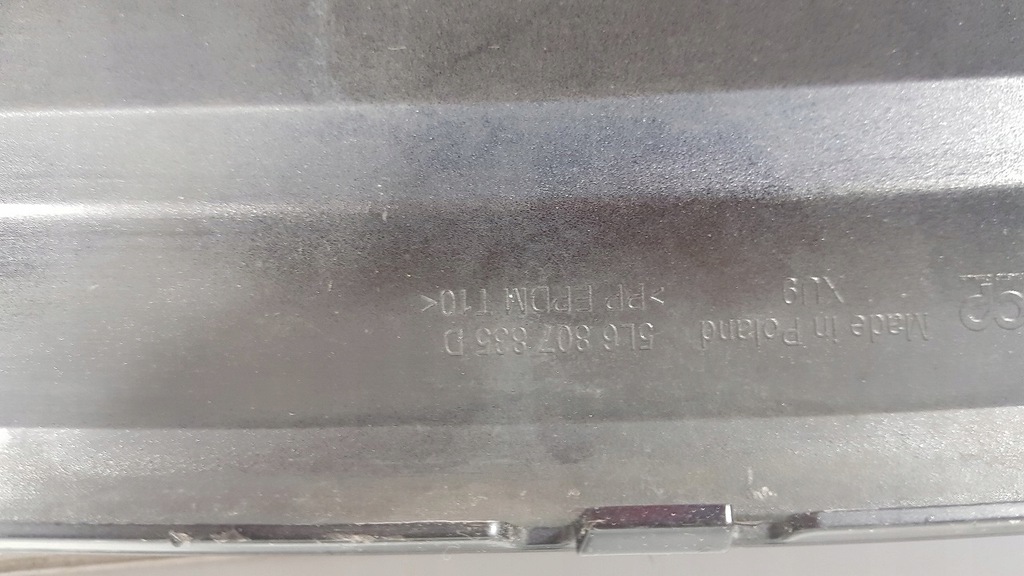 Made in Poland
XU9
5L6 807 835 D
>PP EPDM T10<